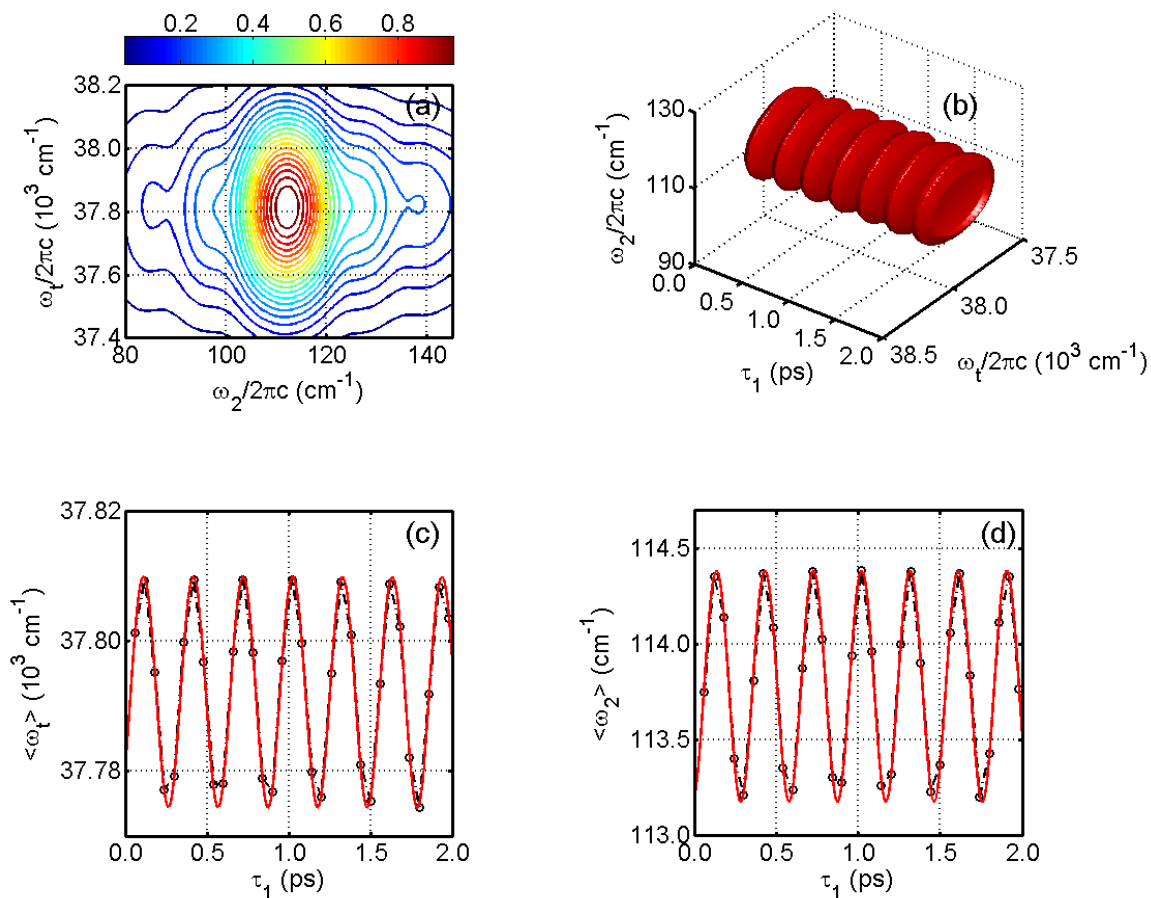 0.2 0.4 0.6 0.8
(a)
38.2
38.0
37.8
37.6
37.4
80 100 120 140
ω_t/2πc (10^3 cm^-1)
ω_2/2πc (cm^-1)
(b)
130
110
90
ω_2/2πc (cm^-1)
0.0 0.5 1.0 1.5 2.0
τ_1 (ps)
38.5 38.0 37.5
ω_t/2πc (10^3 cm^-1)
(c)
37.82
37.80
37.78
<ω_t> (10^3 cm^-1)
0.0 0.5 1.0 1.5 2.0
τ_1 (ps)
(d)
114.5
114.0
113.5
113.0
<ω_2> (cm^-1)
0.0 0.5 1.0 1.5 2.0
τ_1 (ps)